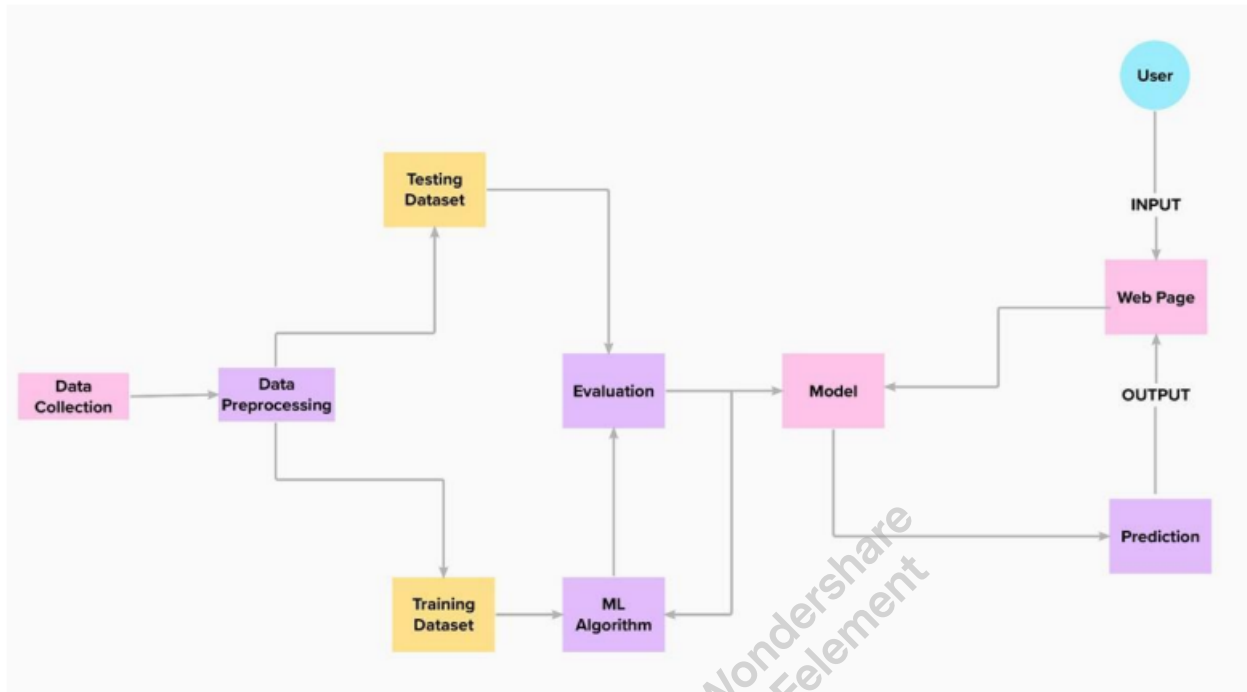 User
Testing
Dataset
INPUT
Web Page
Data
Collection
Data
Preprocessing
Evaluation
Model
OUTPUT
Prediction
Training
Dataset
ML
Algorithm
Wondershare